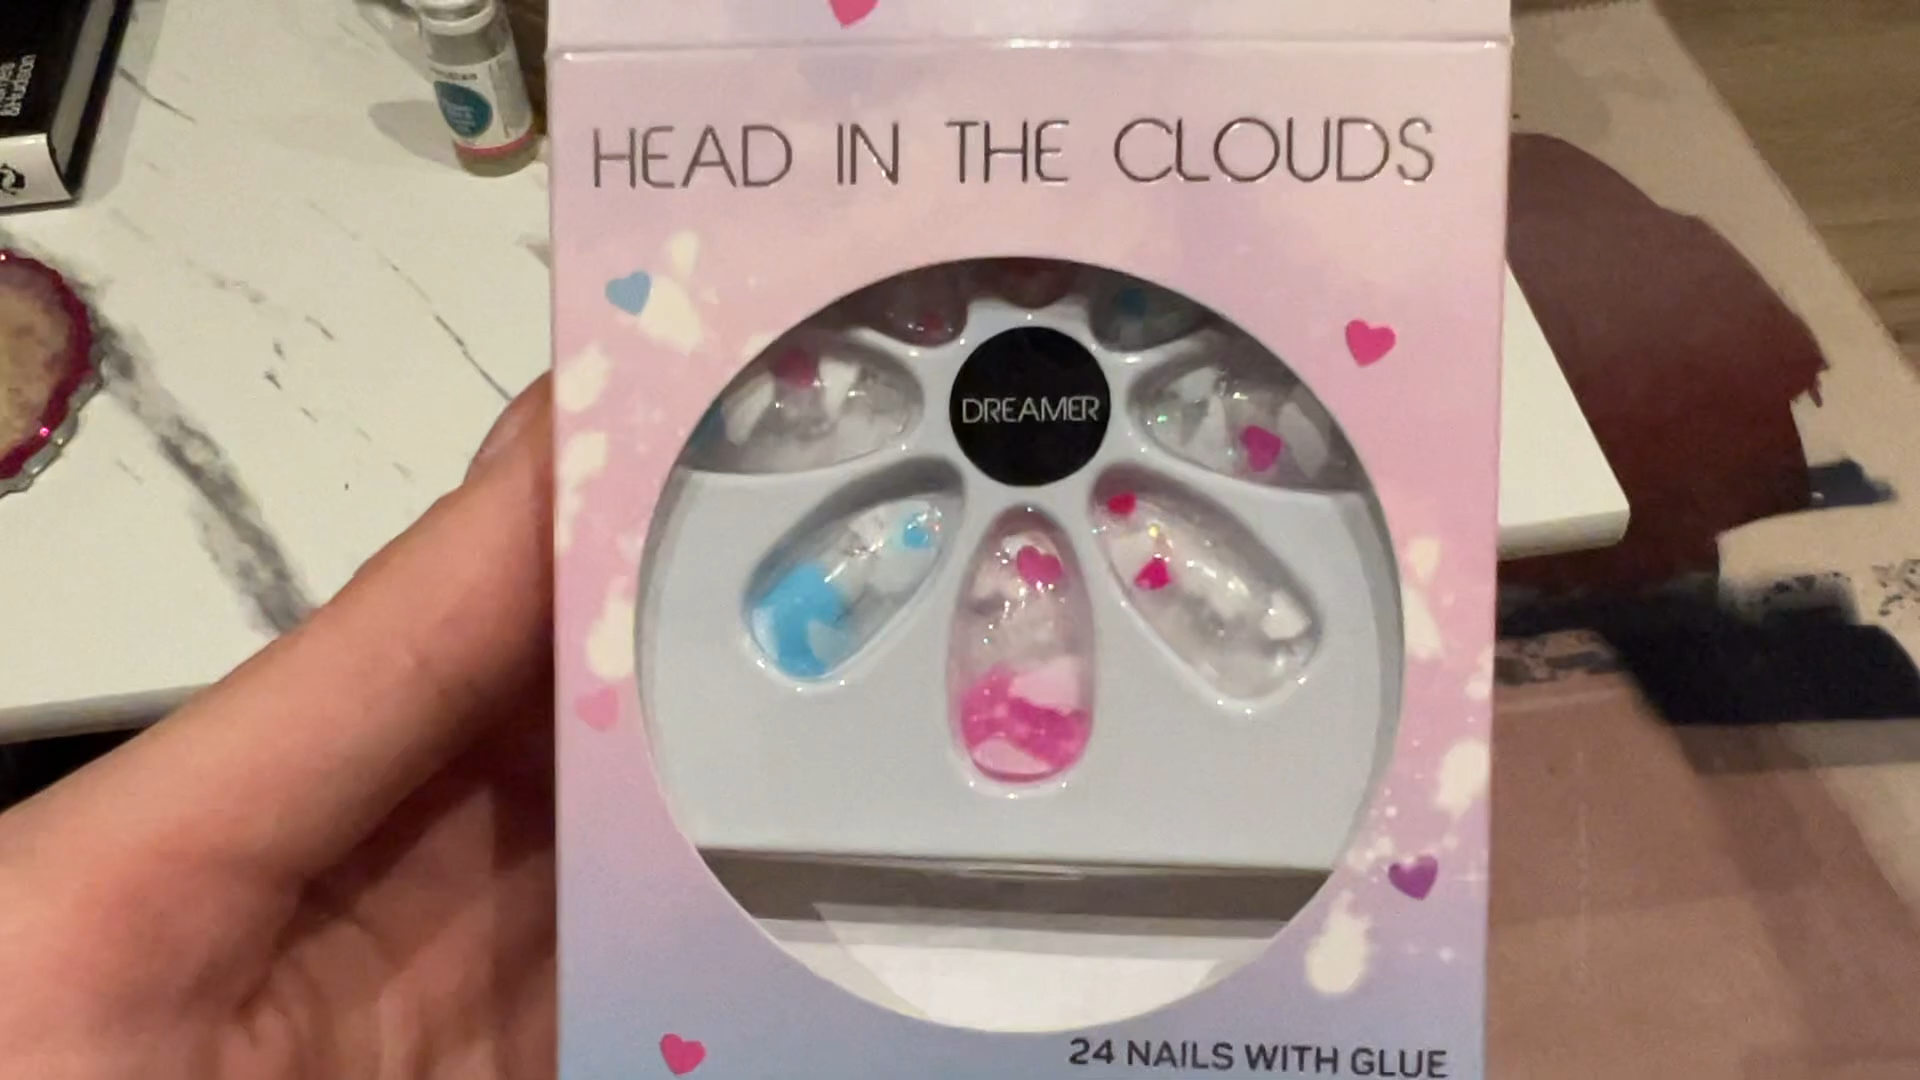 HEAD IN THE CLOUDS
DREAMER
24 NAILS WITH GLUE